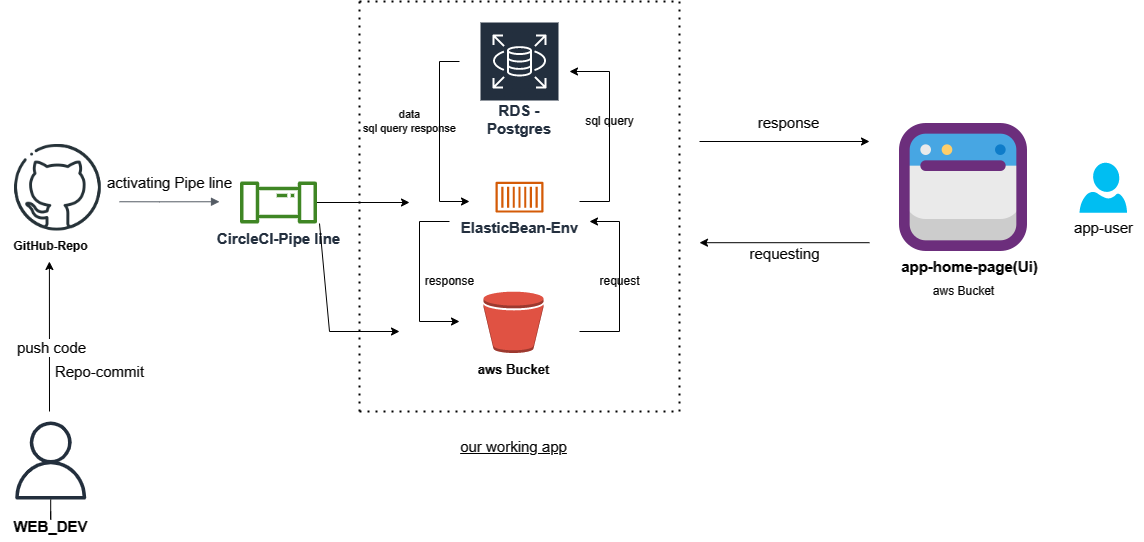 RDS -
Postgres
data
sql query response
sql query
response
activating Pipe line
GitHub-Repo
CircleCI-Pipe line
ElasticBean-Env
app-user
requesting
app-home-page(Ui)
aws Bucket
response
request
push code
Repo-commit
aws Bucket
our working app
WEB_DEV